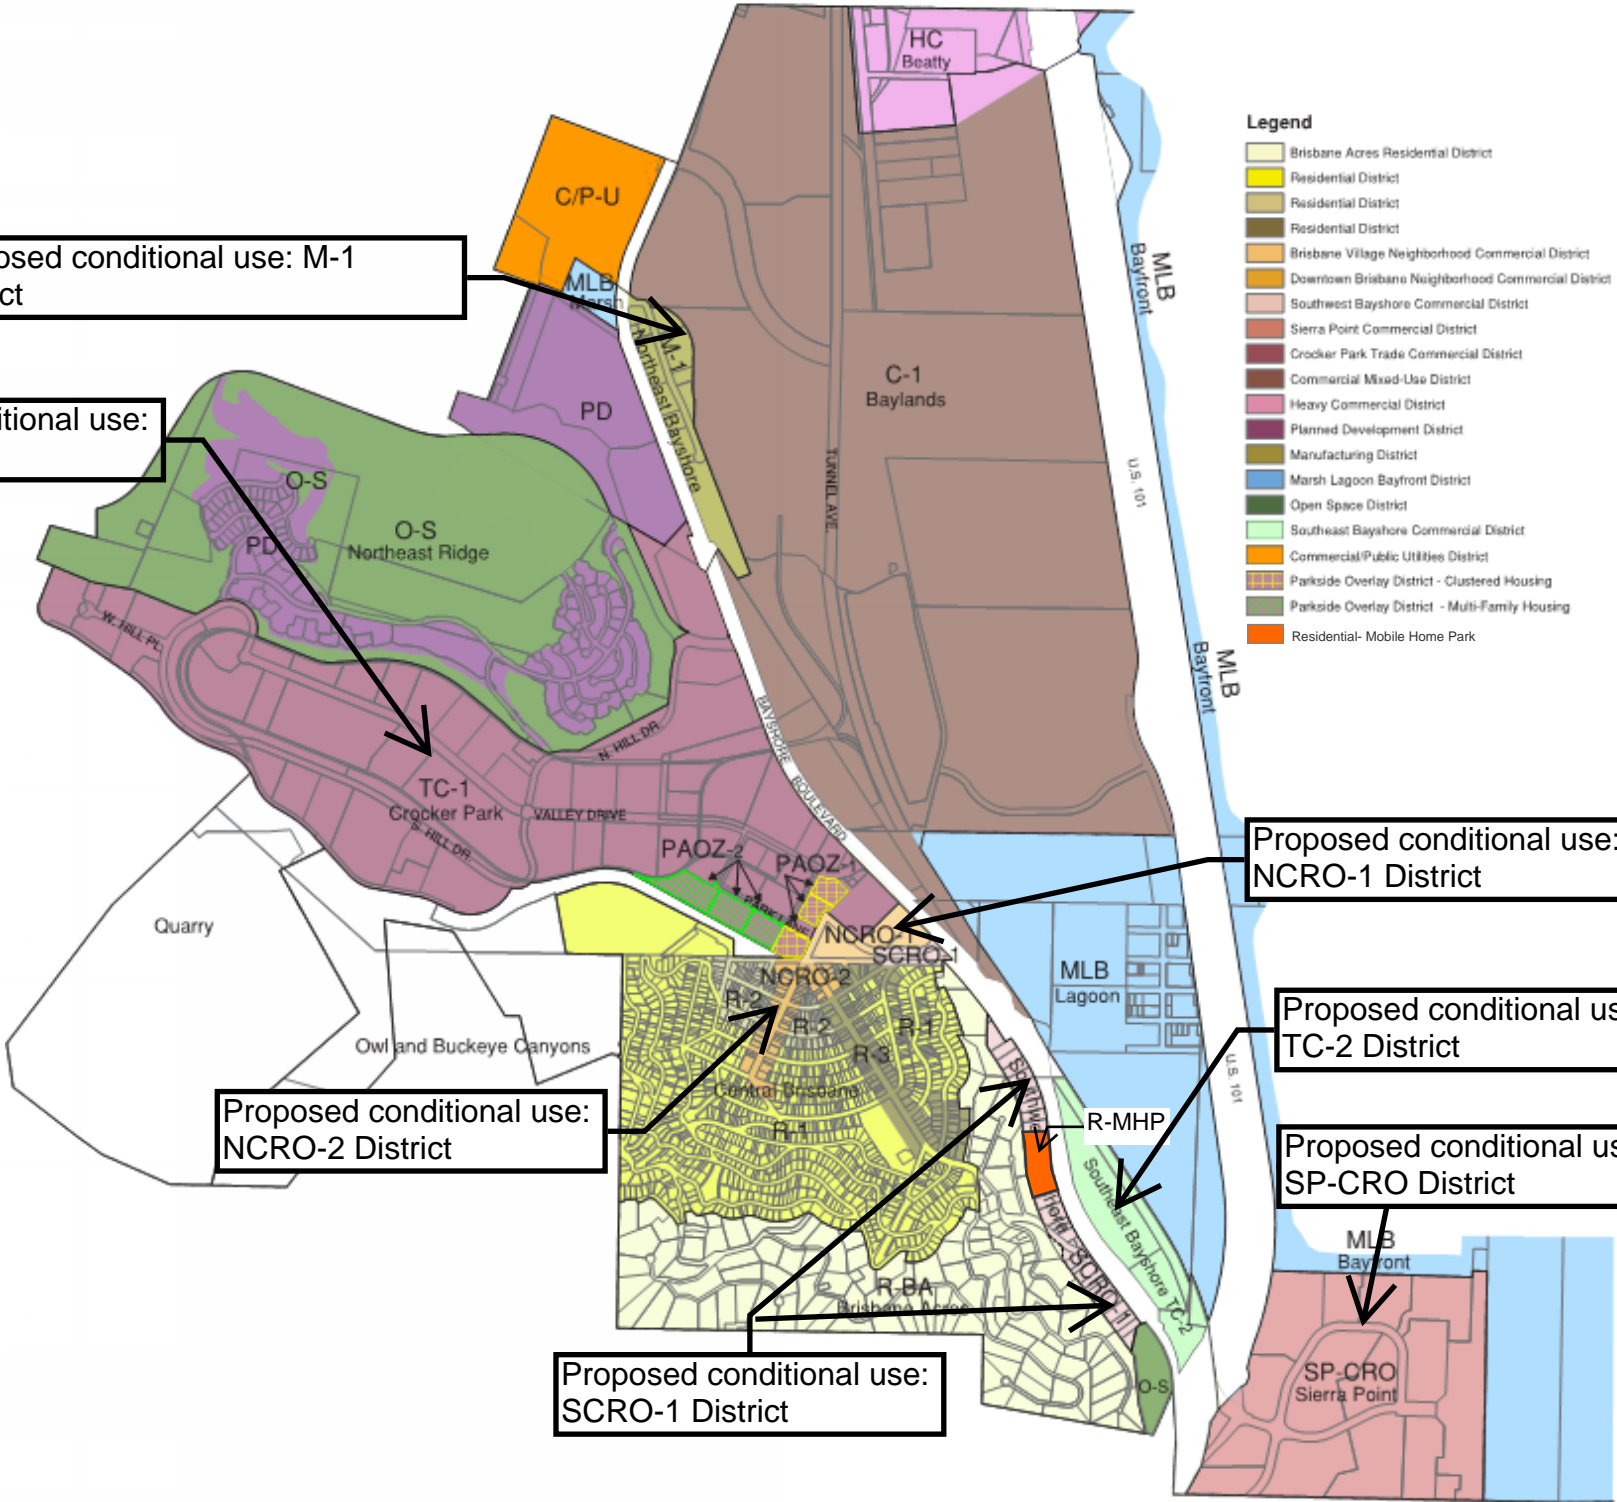 HC
Beatty
Legend
Brisbane Acres Residential District
Residential District
Residential District
Residential District
Brisbane Village Neighborhood Commercial District
Downtown Brisbane Neighborhood Commercial District
Southwest Bayshore Commercial District
Sierra Point Commercial District
Crocker Park Trade Commercial District
Commercial Mixed-Use District
Heavy Commercial District
Planned Development District
Manufacturing District
Marsh Lagoon Bayfront District
Open Space District
Southeast Bayshore Commercial District
Commercial/Public Utilities District
Parkside Overlay District - Clustered Housing
Parkside Overlay District - Multi-Family Housing
Residential- Mobile Home Park
C/P-U
osed conditional use: M-1
ct
MLB
Marsh
MLB
Bayfront
M-1
Northeast Bayshore
C-1
Baylands
PD
itional use:
TUNNEL AVE.
U.S. 101
O-S
O-S
Northeast Ridge
PD
W. HILL PL.
MLB
Bayfront
N. HILL DR
BAYSHORE BOULEVARD
TC-1
Crocker Park
VALLEY DRIVE
S. HILL DR.
PAOZ-2
PAOZ-1
PARK LANE
Proposed conditional use:
NCRO-1 District
Quarry
NCRO-1
SCRO-1
NCRO-2
MLB
Lagoon
R-2
R-2
R-1
R-3
Owl and Buckeye Canyons
Central Brisbane
Proposed conditional us
TC-2 District
U.S. 101
Proposed conditional use:
NCRO-2 District
R-1
R-MHP
Southeast Bayshore TC-2
Proposed conditional us
SP-CRO District
SCRO-1
MLB
Bayfront
R-BA
Brisbane Acres
Proposed conditional use:
SCRO-1 District
O-S
SP-CRO
Sierra Point